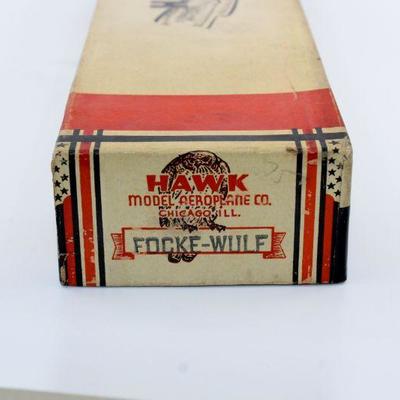 HAWK
MODEL AEROPLANE CO.
CHICAGO, ILL.
FOCKE-WULF